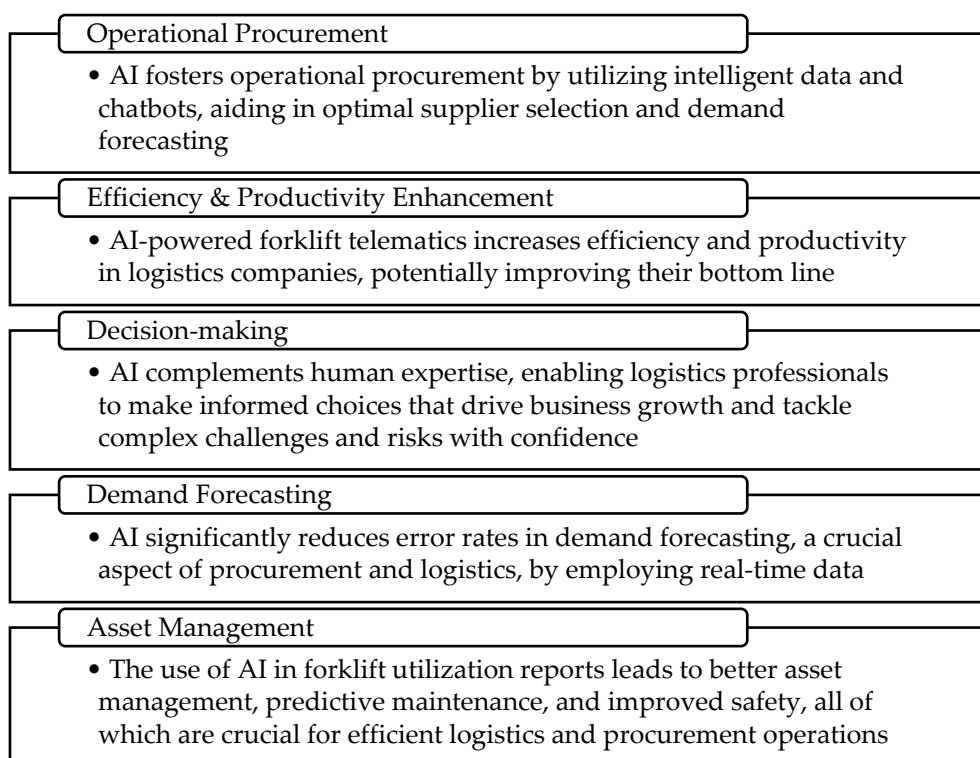 Operational Procurement
• AI fosters operational procurement by utilizing intelligent data and
chatbots, aiding in optimal supplier selection and demand
forecasting
Efficiency & Productivity Enhancement
• AI-powered forklift telematics increases efficiency and productivity
in logistics companies, potentially improving their bottom line
Decision-making
• AI complements human expertise, enabling logistics professionals
to make informed choices that drive business growth and tackle
complex challenges and risks with confidence
Demand Forecasting
• AI significantly reduces error rates in demand forecasting, a crucial
aspect of procurement and logistics, by employing real-time data
Asset Management
• The use of AI in forklift utilization reports leads to better asset
management, predictive maintenance, and improved safety, all of
which are crucial for efficient logistics and procurement operations